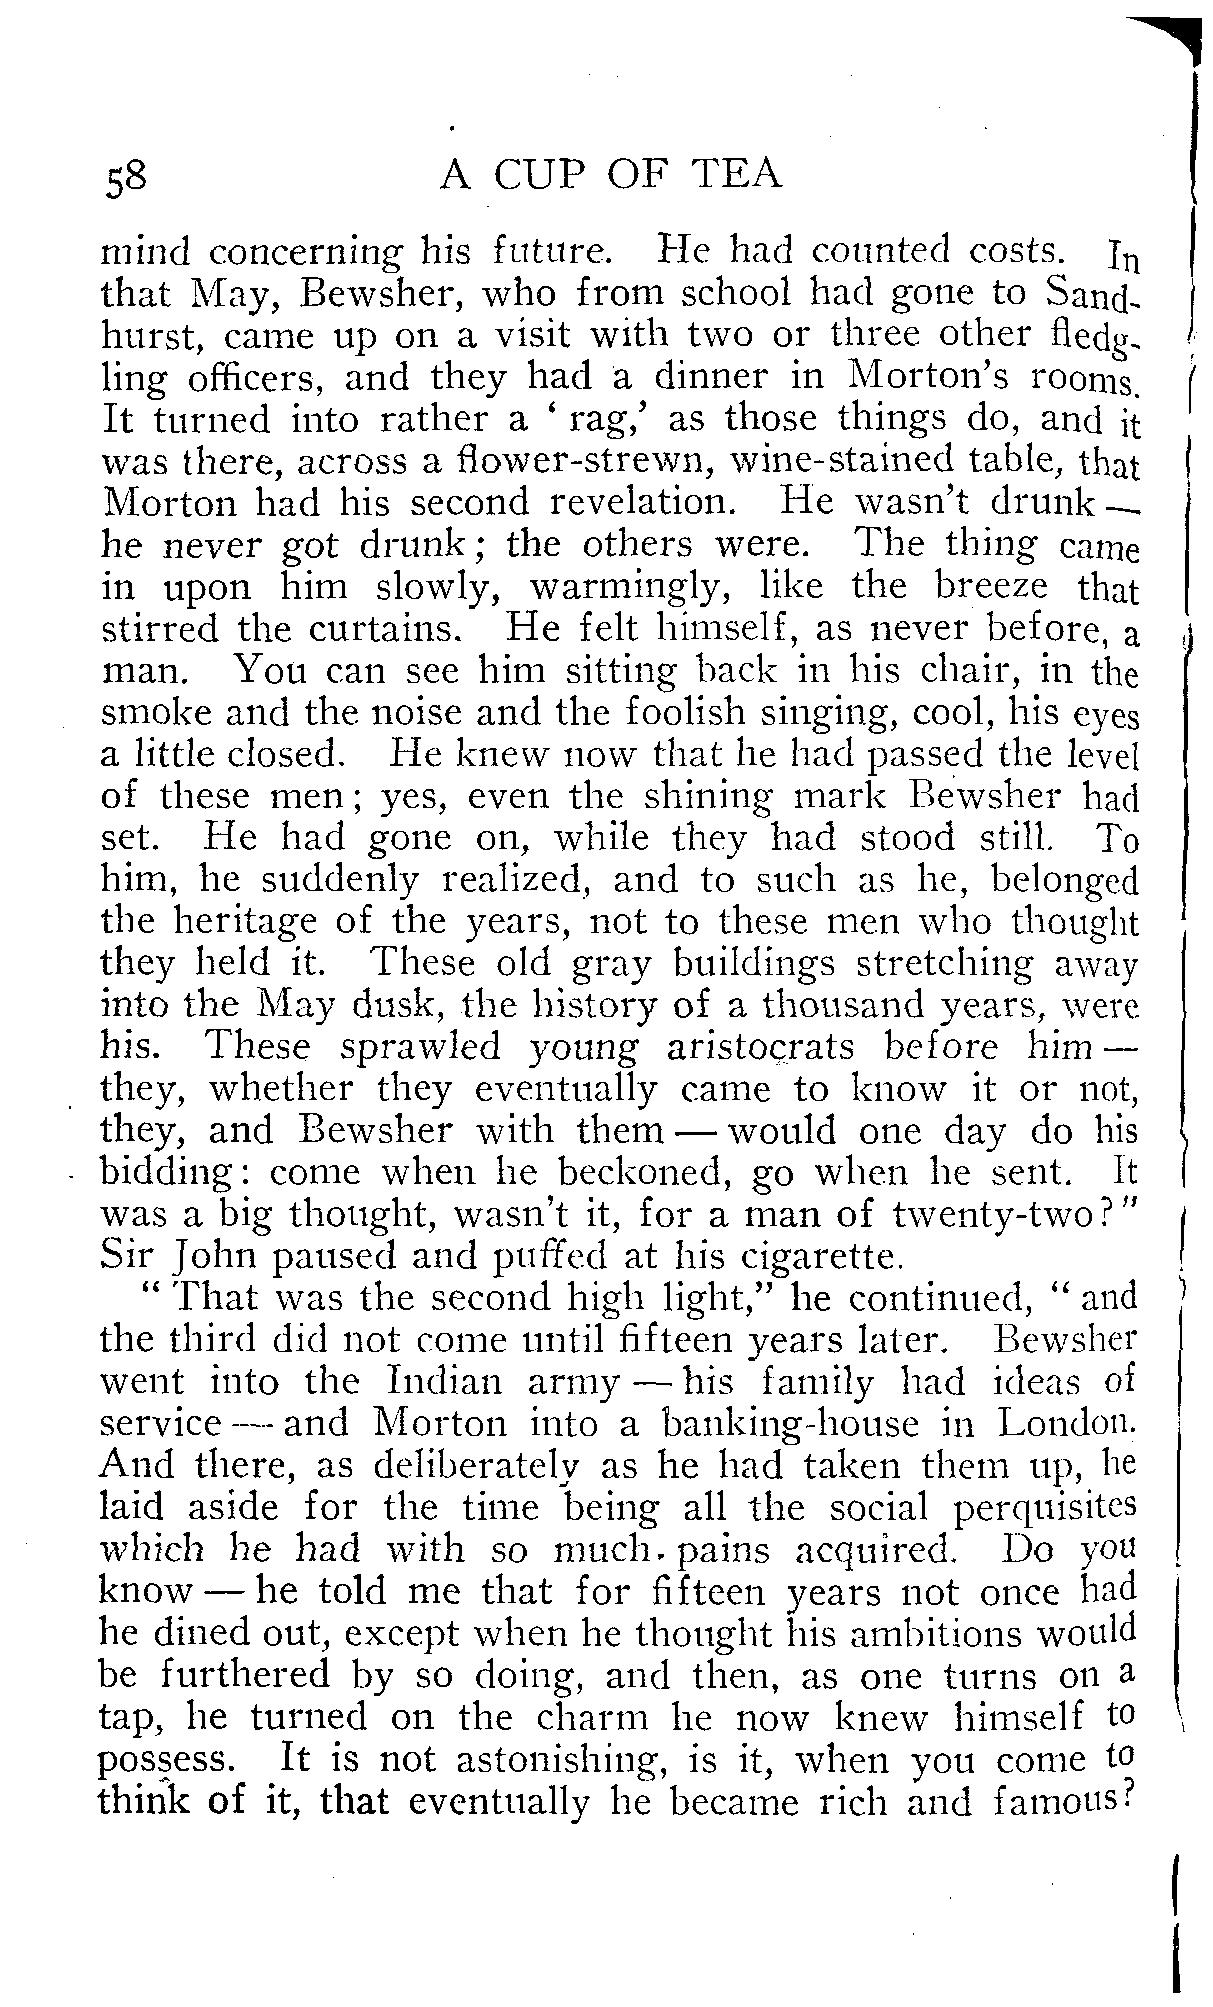 58 A CUP OF TEA
mind concerning his future. He had counted costs. In
that May, Bewsher, who from school had gone to Sand-
hurst, came up on a visit with two or three other fledg-
ling officers, and they had a dinner in Morton's rooms.
It turned into rather a ‘ rag,’ as those things do, and it
was there, across a flower-strewn, wine-stained table, that
Morton had his second revelation. He wasn't drunk —
he never got drunk ; the others were. The thing came
in upon him slowly, warmingly, like the breeze that
stirred the curtains. He felt himself, as never before, a
man. You can see him sitting back in his chair, in the
smoke and the noise and the foolish singing, cool, his eyes
a little closed. He knew now that he had passed the level
of these men ; yes, even the shining mark Bewsher had
set. He had gone on, while they had stood still. To
him, he suddenly realized, and to such as he, belonged
the heritage of the years, not to these men who thought
they held it. These old gray buildings stretching away
into the May dusk, the history of a thousand years, were
his. These sprawled young aristocrats before him —
they, whether they eventually came to know it or not,
they, and Bewsher with them — would one day do his
bidding : come when he beckoned, go when he sent. It
was a big thought, wasn't it, for a man of twenty-two? "
Sir John paused and puffed at his cigarette.
“ That was the second high light,” he continued, “ and
the third did not come until fifteen years later. Bewsher
went into the Indian army — his family had ideas of
service — and Morton into a banking-house in London.
And there, as deliberately as he had taken them up, he
laid aside for the time being all the social perquisites
which he had with so much pains acquired. Do you
know — he told me that for fifteen years not once had
he dined out, except when he thought his ambitions would
be furthered by so doing, and then, as one turns on a
tap, he turned on the charm he now knew himself to
possess. It is not astonishing, is it, when you come to
think of it, that eventually he became rich and famous?